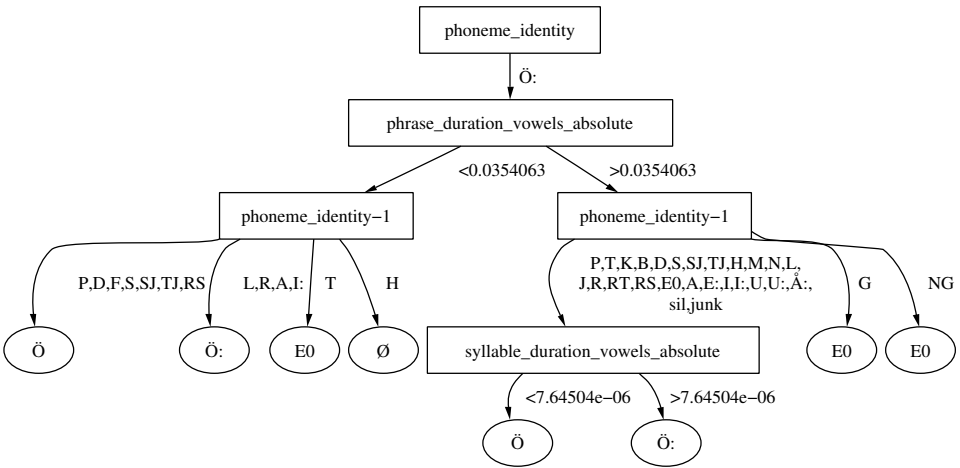 phoneme_identity
Ö:
phrase_duration_vowels_absolute
<0.0354063
>0.0354063
phoneme_identity−1
phoneme_identity−1
P,D,F,S,SJ,TJ,RS
L,R,A,I:
T
H
P,T,K,B,D,S,SJ,TJ,H,M,N,L,
J,R,RT,RS,E0,A,E:,I,I:,U,U:,Å:,
sil,junk
G
NG
Ö
Ö:
E0
Ø
syllable_duration_vowels_absolute
E0
E0
<7.64504e−06
>7.64504e−06
Ö
Ö: